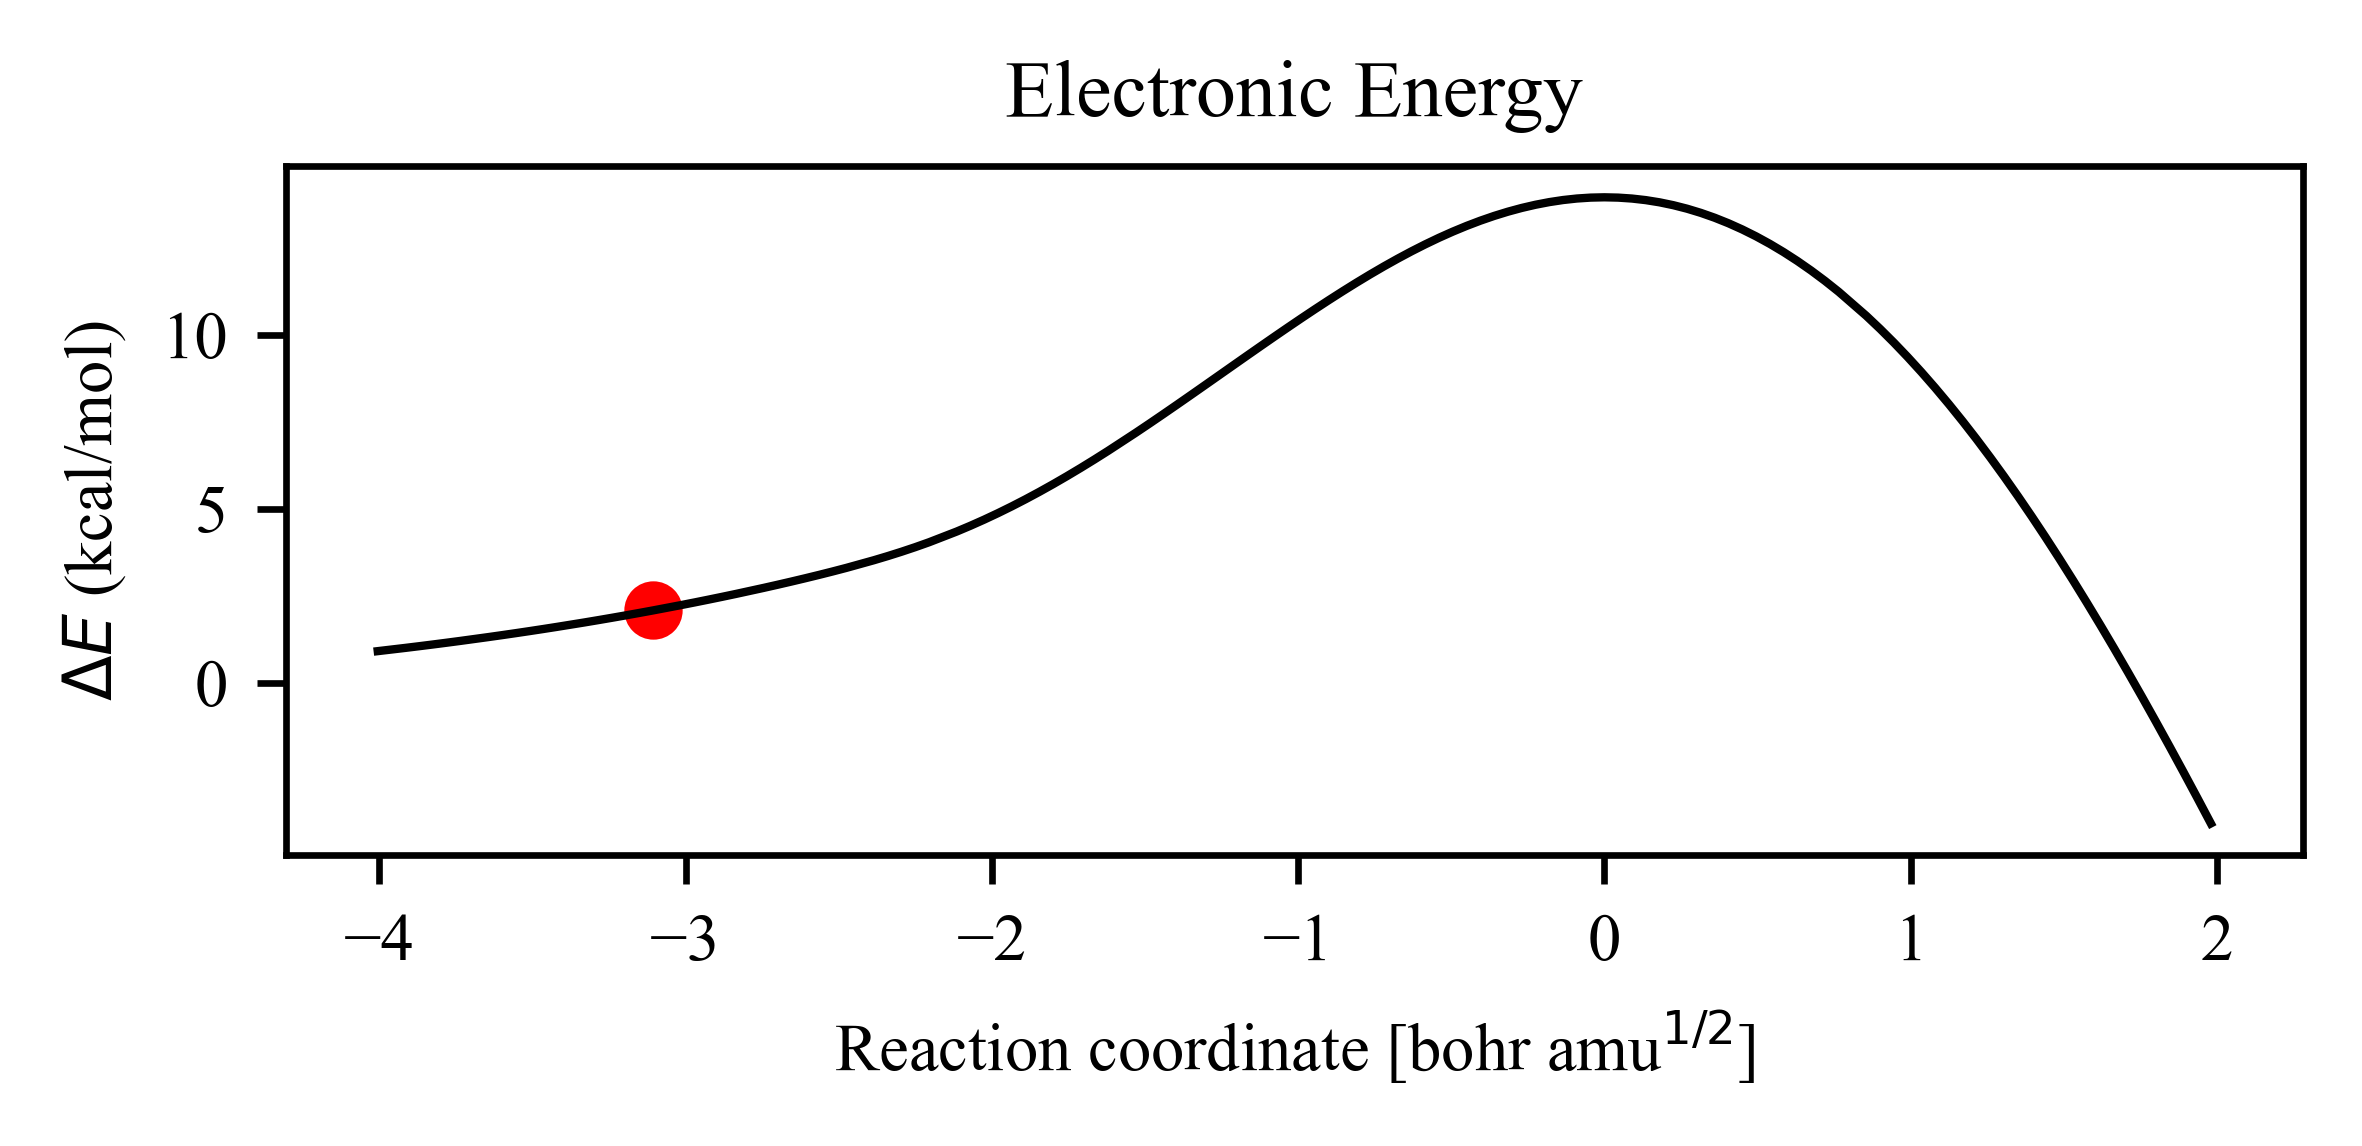 Electronic Energy
ΔE (kcal/mol)
10
5
0
−4 −3 −2 −1 0 1 2
Reaction coordinate [bohr amu^{1/2}]